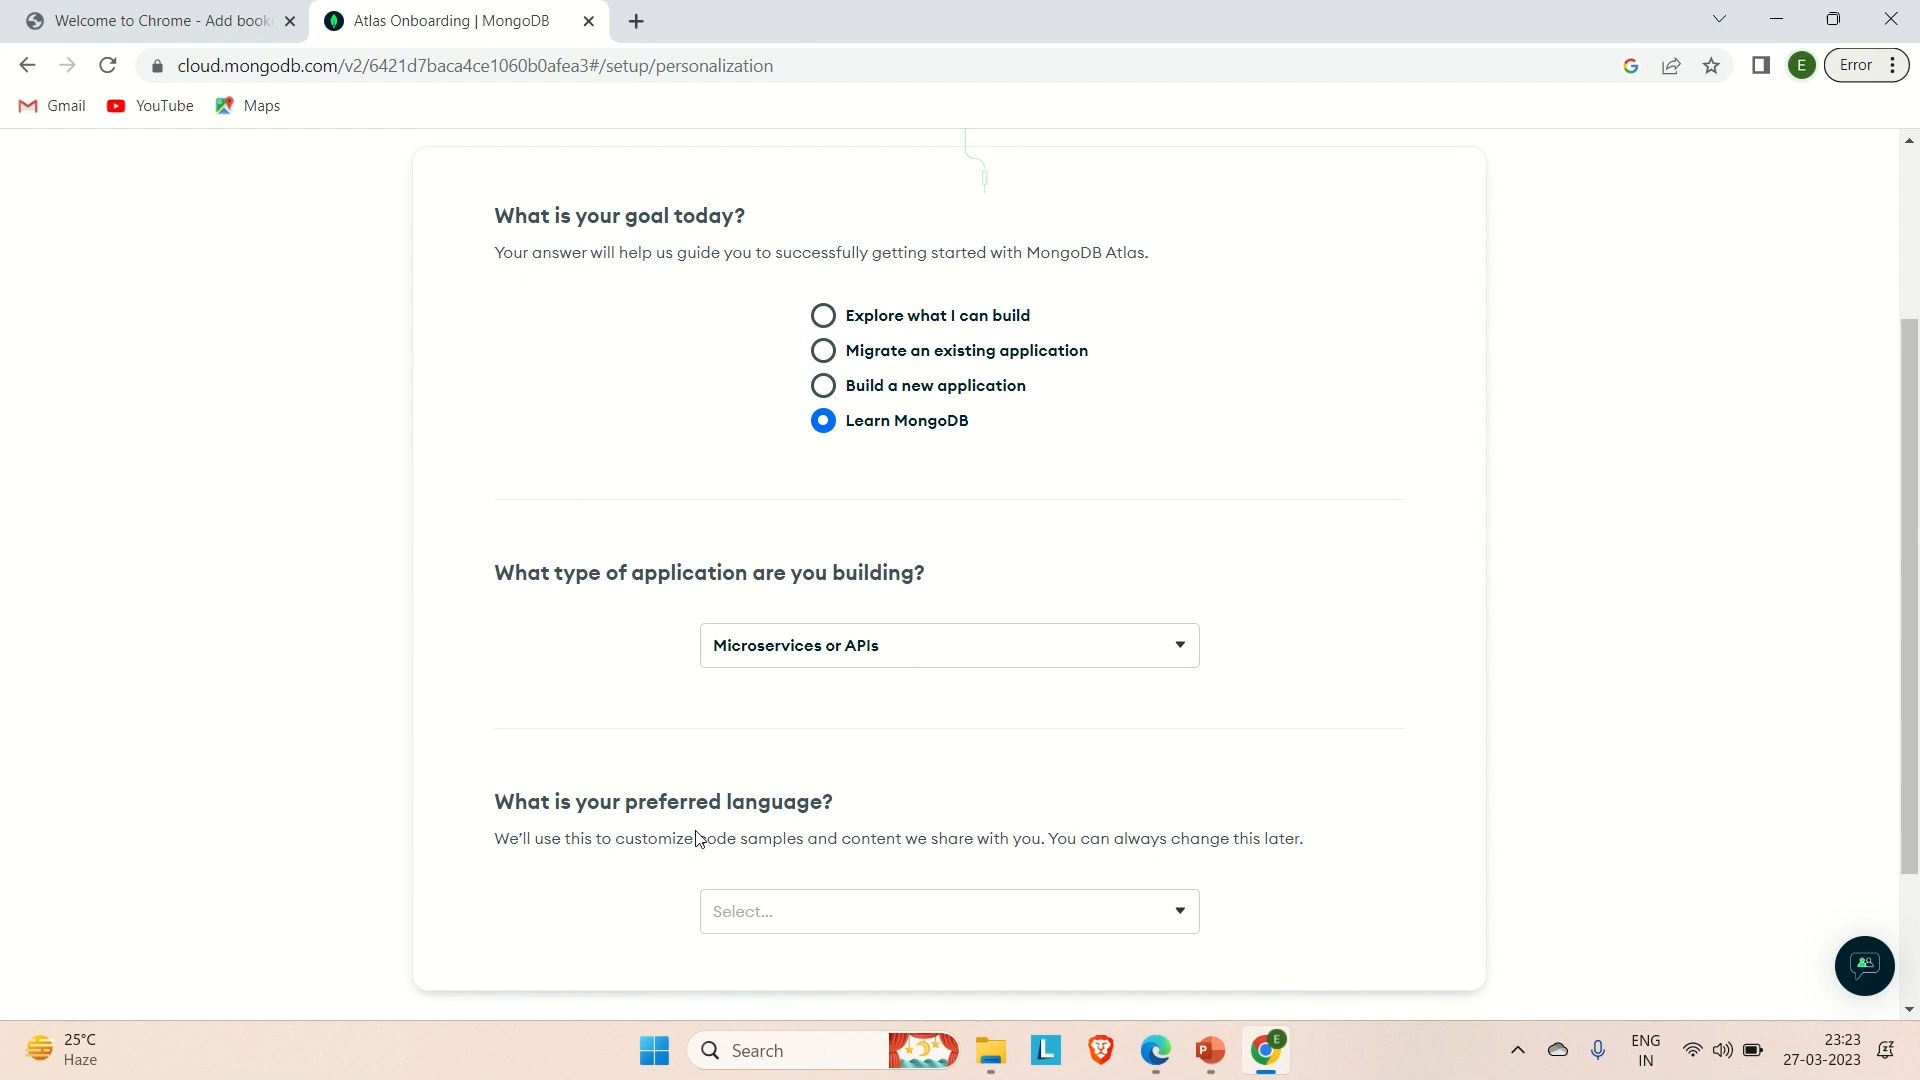 Welcome to Chrome - Add book
Atlas Onboarding | MongoDB
cloud.mongodb.com/v2/6421d7baca4ce1060b0afea3#/setup/personalization
E
Error
Gmail
YouTube
Maps
What is your goal today?
Your answer will help us guide you to successfully getting started with MongoDB Atlas.
Explore what I can build
Migrate an existing application
Build a new application
Learn MongoDB
What type of application are you building?
Microservices or APIs
What is your preferred language?
We'll use this to customize code samples and content we share with you. You can always change this later.
Select...
25°C
Haze
Search
L
P
E
ENG
IN
23:23
27-03-2023